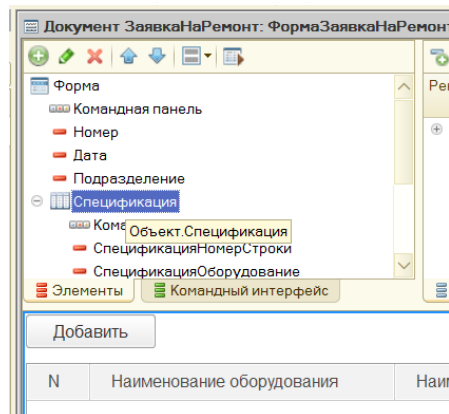 Документ ЗаявкаНаРемонт: ФормаЗаявкаНаРемонт
Форма
Командная панель
Номер
Дата
Подразделение
Спецификация
Объект.Спецификация
СпецификацияНомерСтроки
СпецификацияОборудование
Элементы
Командный интерфейс
Добавить
N
Наименование оборудования